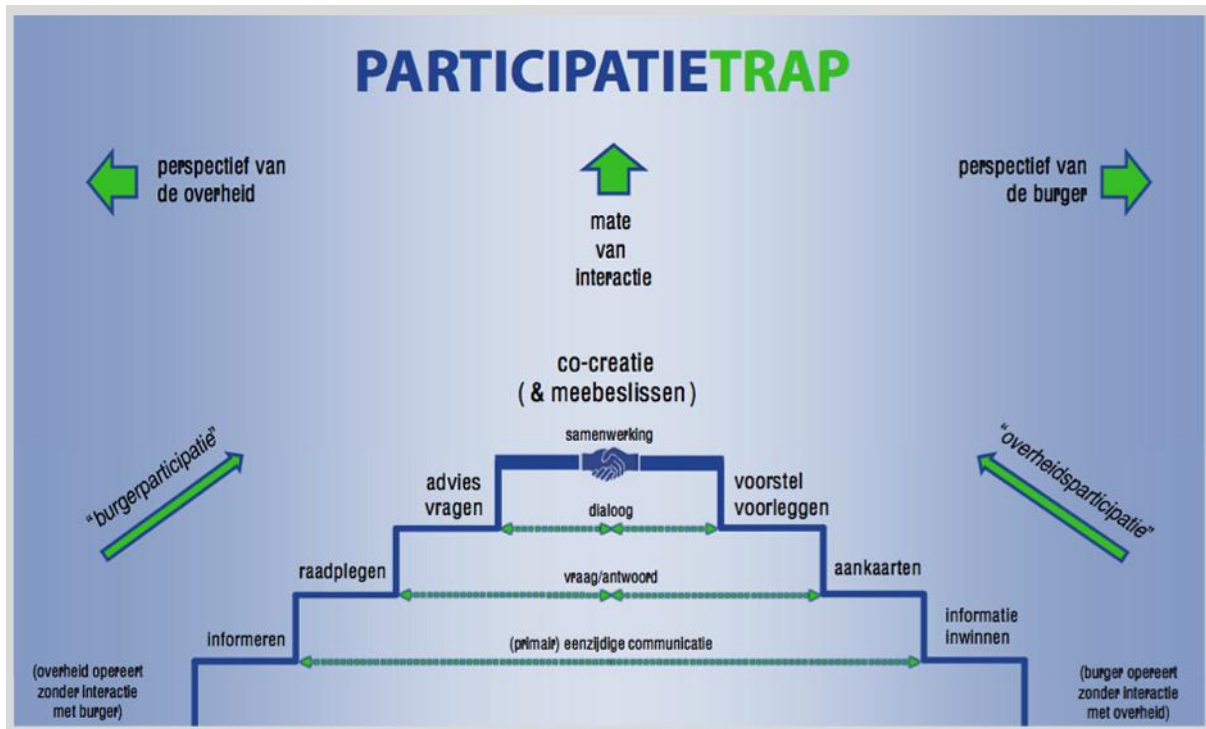 PARTICIPATIETRAP
perspectief van
de overheid
mate
van
interactie
perspectief van
de burger
co-creatie
( & meebeslissen )
samenwerking
"burgerparticipatie"
"overheidsparticipatie"
advies
vragen
voorstel
voorleggen
dialoog
raadplegen
vraag/antwoord
aankaarten
informeren
(primair) eenzijdige communicatie
informatie
inwinnen
(overheid opereert
zonder interactie
met burger)
(burger opereert
zonder interactie
met overheid)